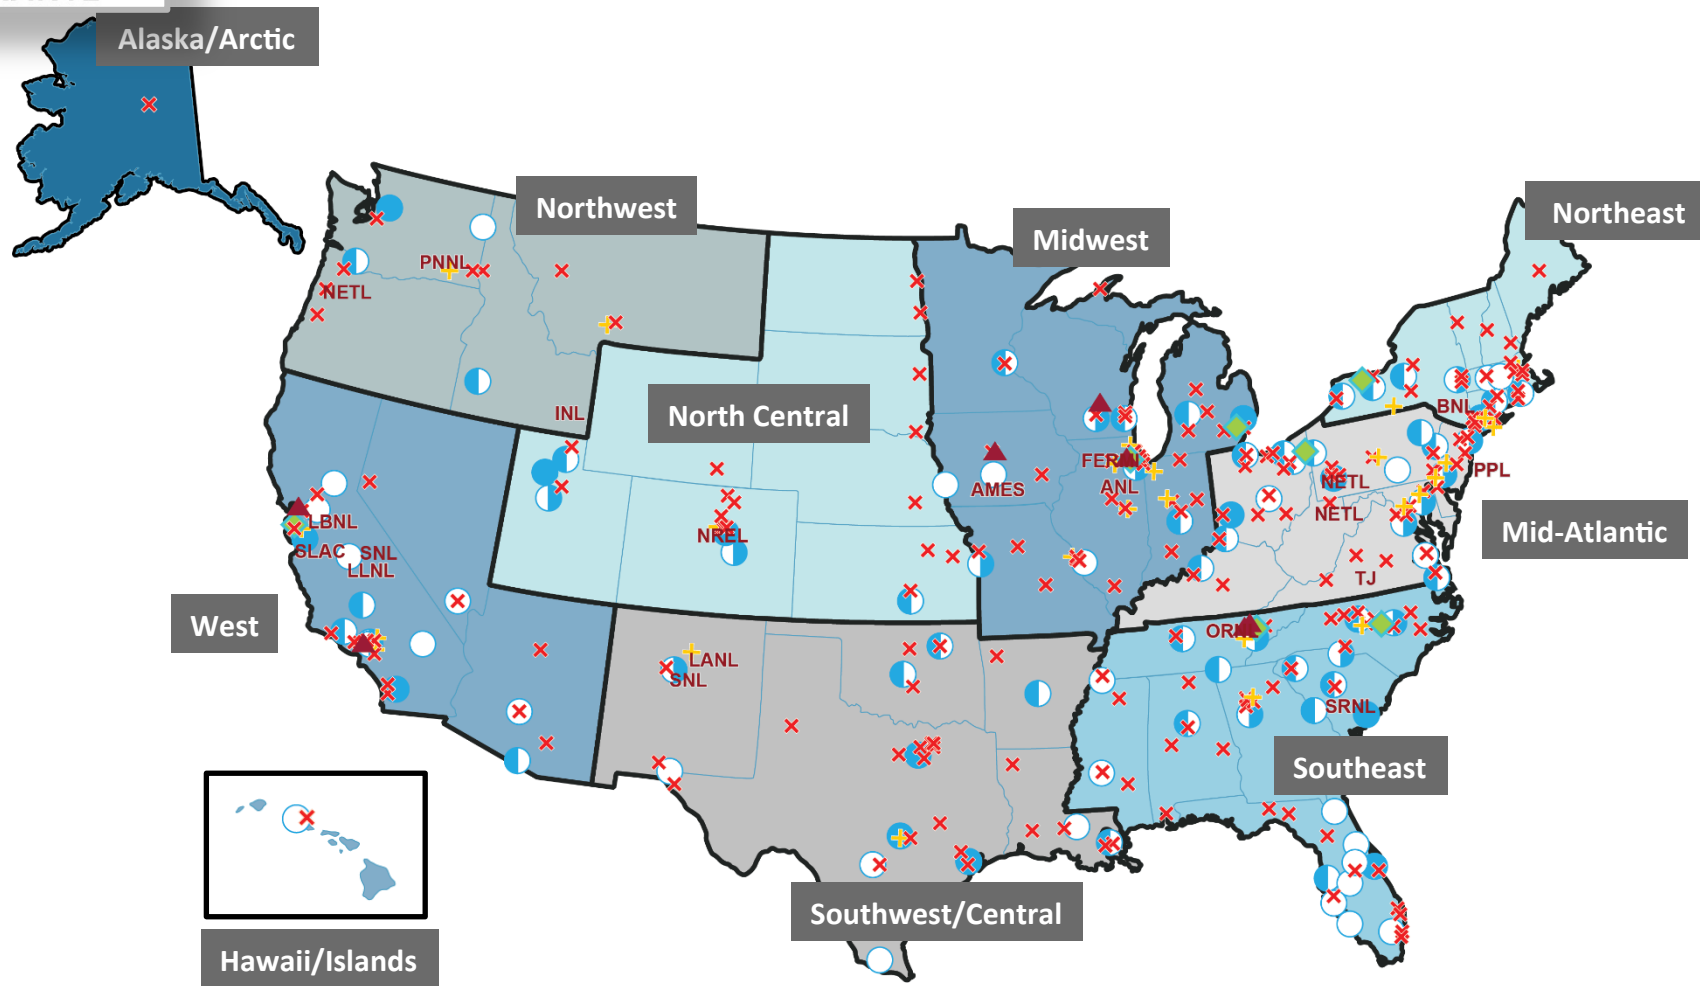 Alaska/Arctic
Northwest
Northeast
Midwest
PNNL
NETL
INL
North Central
BNL
FERMI
AMES
ANL
NETL
PPL
NETL
LBNL
SLAC
SNL
LLNL
NREL
Mid-Atlantic
TJ
West
LANL
SNL
SRNL
Southeast
Southwest/Central
Hawaii/Islands